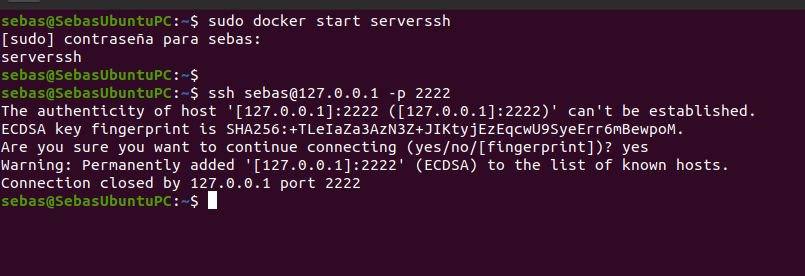 sebas@SebasUbuntuPC:~$ sudo docker start serverssh
[sudo] contraseña para sebas:
serverssh
sebas@SebasUbuntuPC:~$
sebas@SebasUbuntuPC:~$ ssh sebas@127.0.0.1 -p 2222
The authenticity of host '[127.0.0.1]:2222 ([127.0.0.1]:2222)' can't be established.
ECDSA key fingerprint is SHA256:+TLeIaZa3AzN3Z+JIKtyjEzEqcwU9SyeErr6mBewpoM.
Are you sure you want to continue connecting (yes/no/[fingerprint])? yes
Warning: Permanently added '[127.0.0.1]:2222' (ECDSA) to the list of known hosts.
Connection closed by 127.0.0.1 port 2222
sebas@SebasUbuntuPC:~$